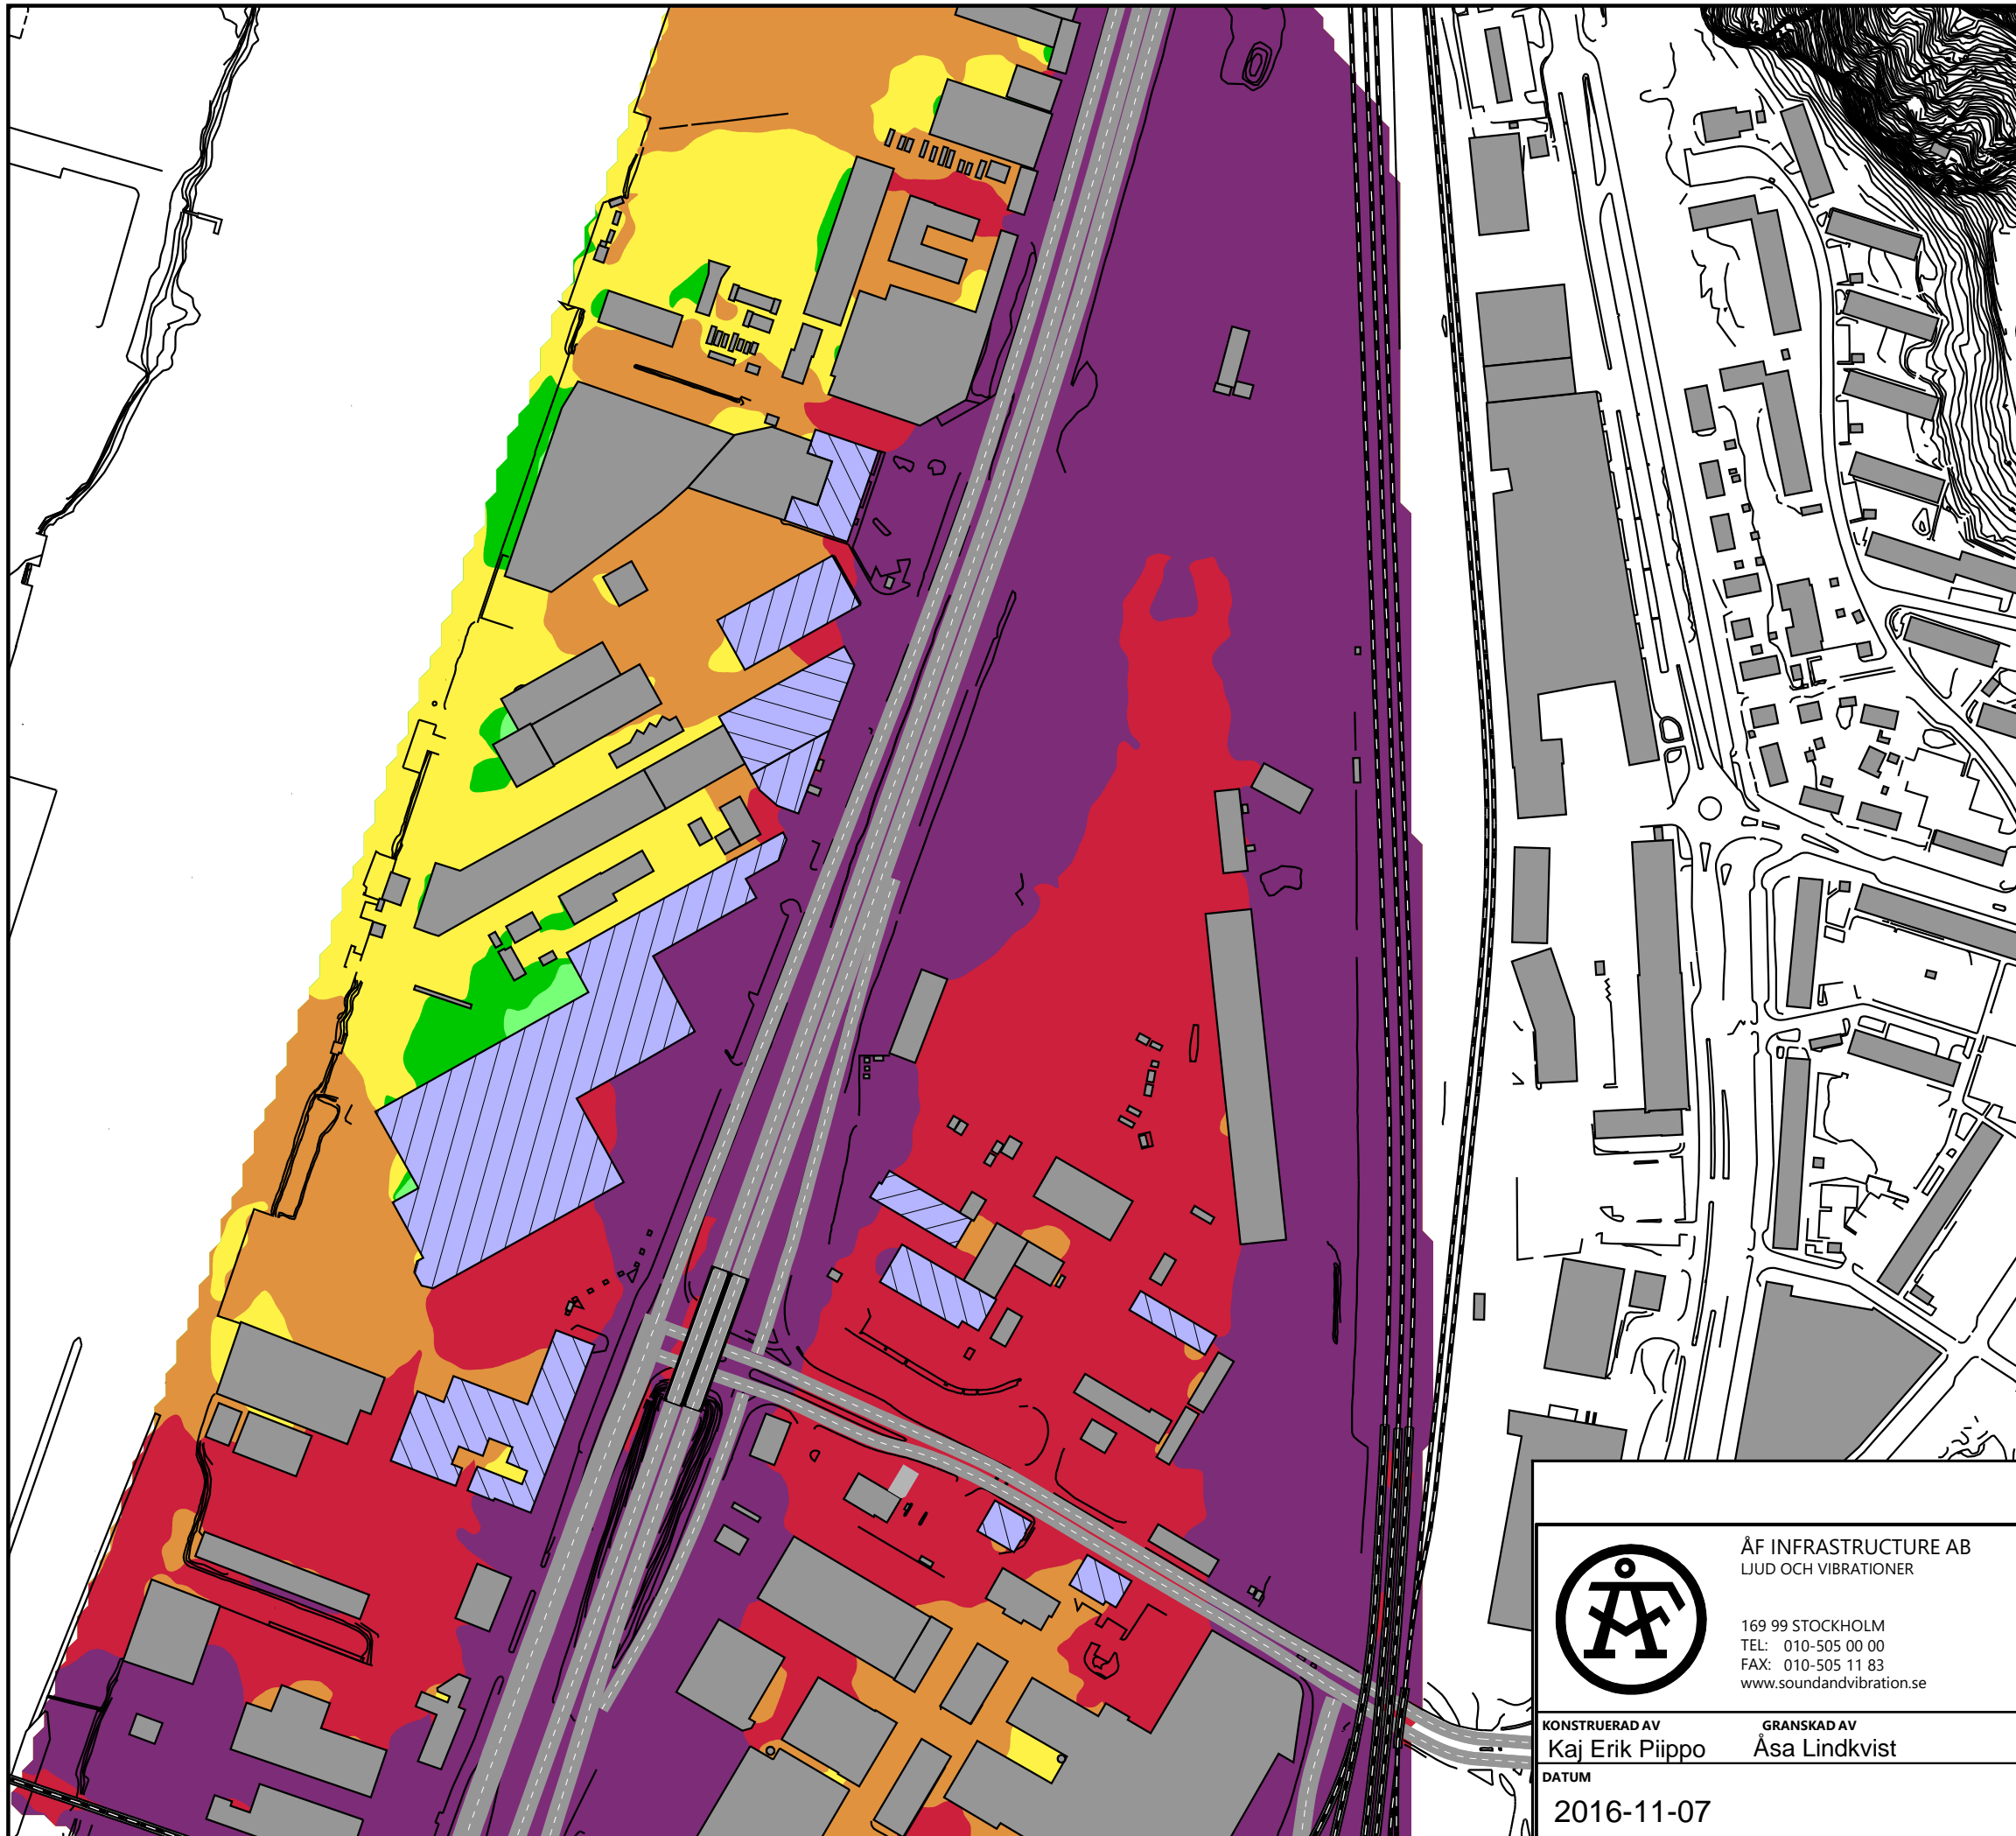 ÅF INFRASTRUCTURE AB
LJUD OCH VIBRATIONER
169 99 STOCKHOLM
TEL: 010-505 00 00
FAX: 010-505 11 83
www.soundandvibration.se
KONSTRUERAD AV GRANSKAD AV
Kaj Erik Piippo Åsa Lindkvist
DATUM
2016-11-07